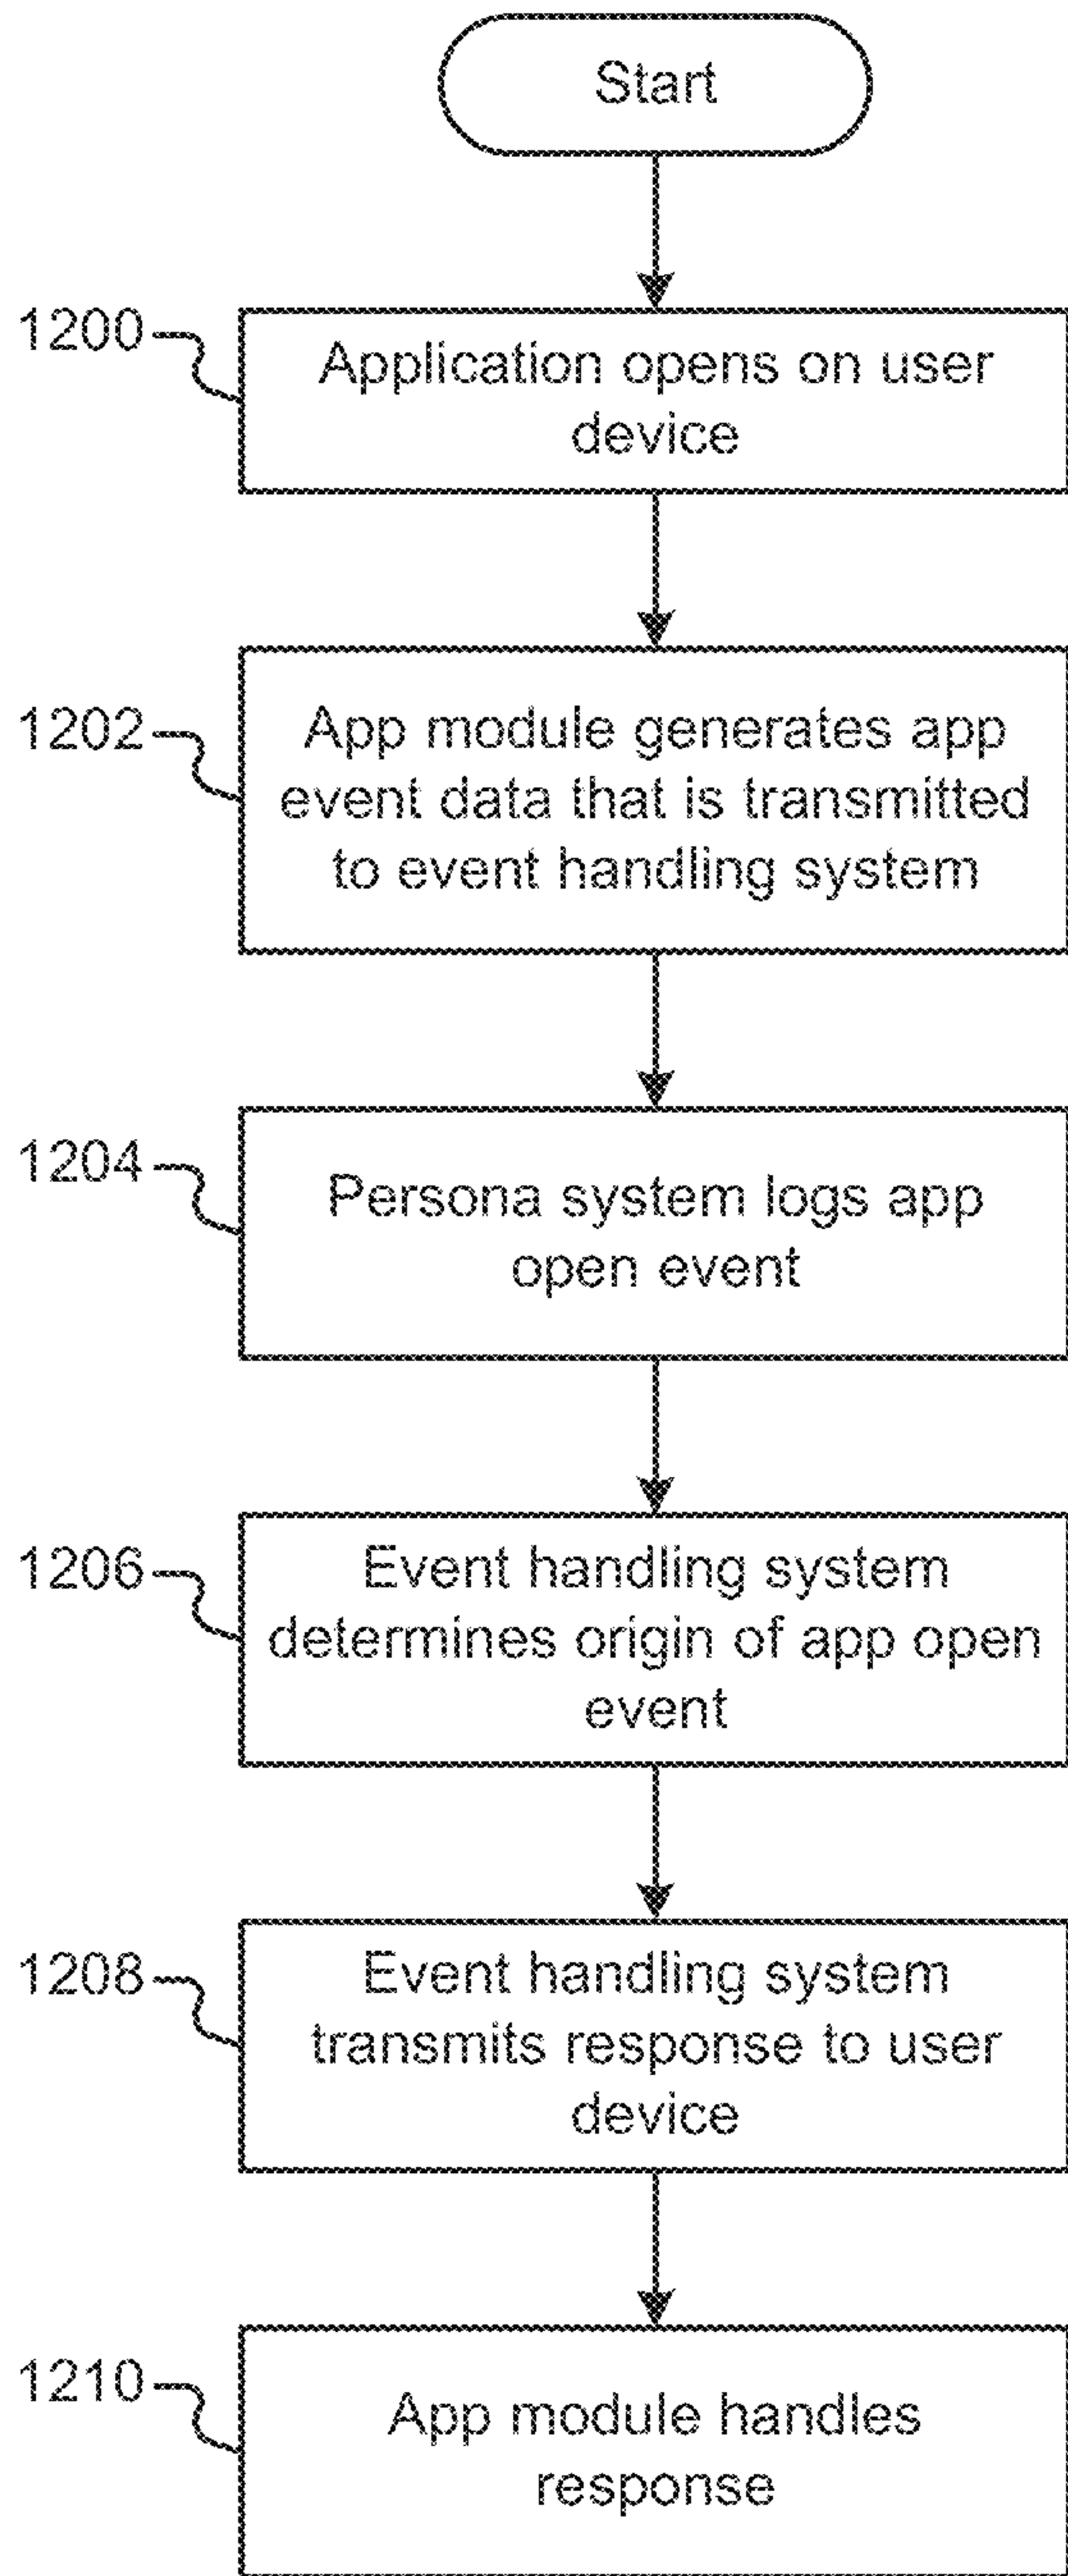 Start
1200
Application opens on user
device
1202
App module generates app
event data that is transmitted
to event handling system
1204
Persona system logs app
open event
1206
Event handling system
determines origin of app open
event
1208
Event handling system
transmits response to user
device
1210
App module handles
response